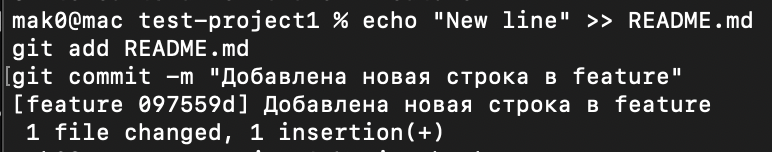 mak0@mac test-project1 % echo "New line" >> README.md
git add README.md
git commit -m "Добавлена новая строка в feature"
[feature 097559d] Добавлена новая строка в feature
 1 file changed, 1 insertion(+)